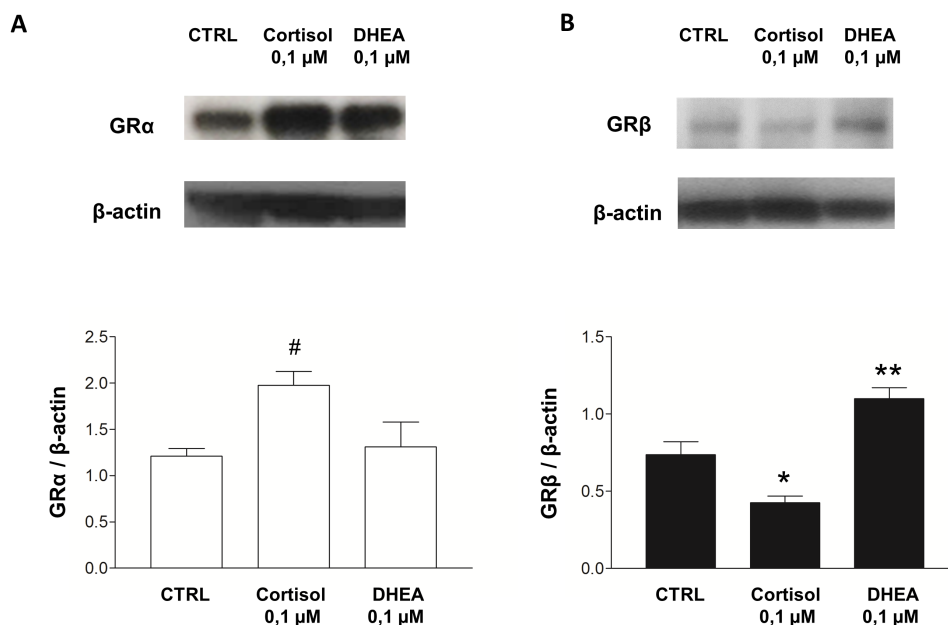 A
CTRL Cortisol DHEA
0,1 µM 0,1 µM
GRα
β-actin
GRα / β-actin
2.5
2.0
1.5
1.0
0.5
0.0
#
CTRL Cortisol DHEA
0,1 µM 0,1 µM
B
CTRL Cortisol DHEA
0,1 µM 0,1 µM
GRβ
β-actin
GRβ / β-actin
1.5
1.0
0.5
0.0
*
**
CTRL Cortisol DHEA
0,1 µM 0,1 µM